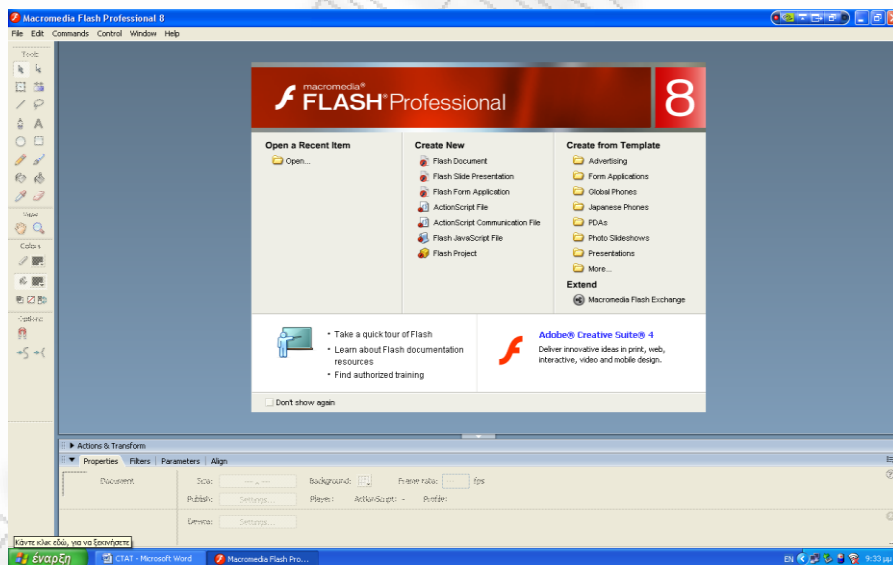 Macromedia Flash Professional 8
File Edit Commands Control Window Help
Tools
View
Colors
Options
macromedia®
FLASH® Professional 8
Open a Recent Item
Open...
Create New
Flash Document
Flash Slide Presentation
Flash Form Application
ActionScript File
ActionScript Communication File
Flash JavaScript File
Flash Project
Create from Template
Advertising
Form Applications
Global Phones
Japanese Phones
PDAs
Photo Slideshows
Presentations
More...
Extend
Macromedia Flash Exchange
• Take a quick tour of Flash
• Learn about Flash documentation
resources
• Find authorized training
Adobe® Creative Suite® 4
Deliver innovative ideas in print, web,
interactive, video and mobile design.
Don't show again
Actions & Transform
Properties Filters Parameters Align
Document Size: Background: Frame rate: fps
Publish: Settings... Player: ActionScript: - Profile:
Device: Settings...
Κάντε κλικ εδώ, για να ξεκινήσετε
έναρξη CTAT - Microsoft Word Macromedia Flash Pro... EN 9:33 μμ